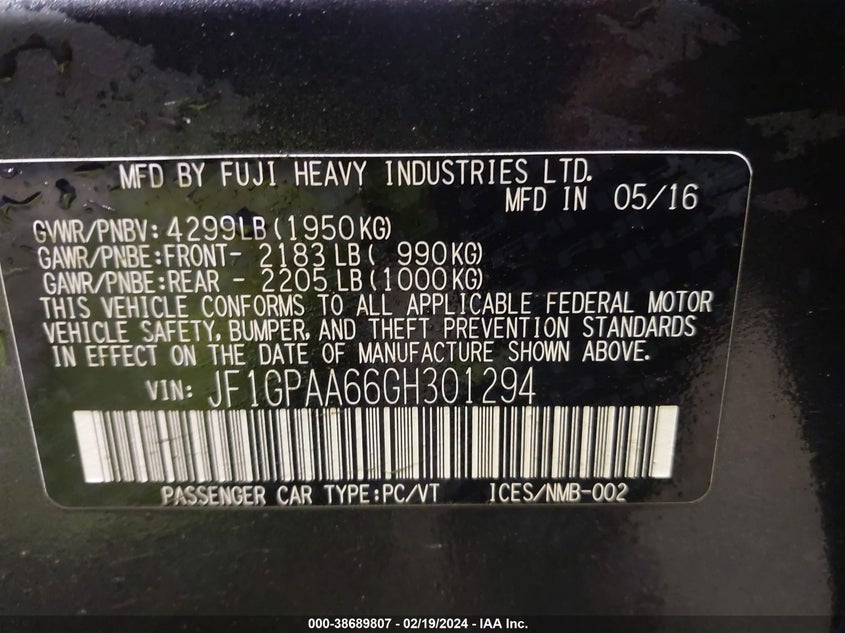 MFD BY FUJI HEAVY INDUSTRIES LTD.
MFD IN 05/16
GVWR/PNBV: 4299LB (1950KG)
GAWR/PNBE:FRONT- 2183 LB ( 990KG)
GAWR/PNBE:REAR - 2205 LB (1000KG)
THIS VEHICLE CONFORMS TO ALL APPLICABLE FEDERAL MOTOR
VEHICLE SAFETY, BUMPER, AND THEFT PREVENTION STANDARDS
IN EFFECT ON THE DATE OF MANUFACTURE SHOWN ABOVE.
VIN: JF1GPAA66GH301294
PASSENGER CAR TYPE:PC/VT ICES/NMB-002
000-38689807 - 02/19/2024 - IAA Inc.